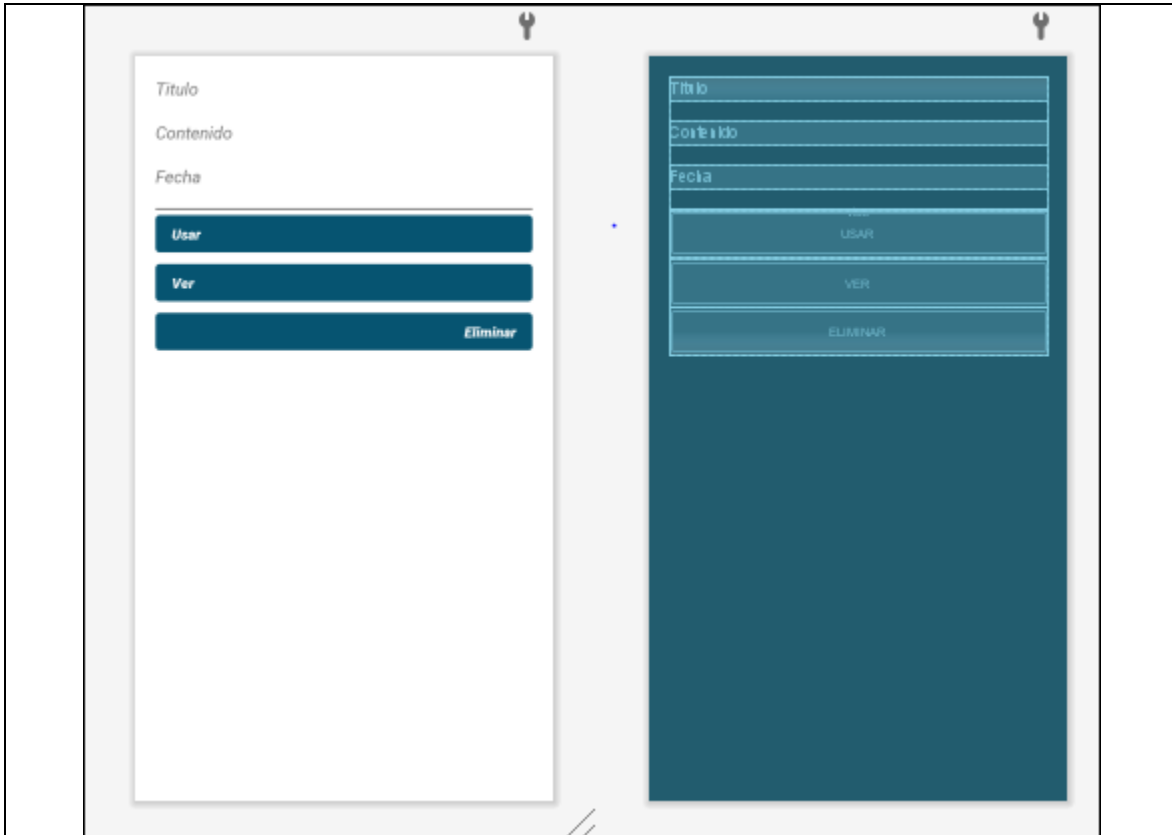 Titulo
Contenido
Fecha
Usar
Ver
Eliminar
Titulo
Contenido
Fecha
USAR
VER
ELIMINAR